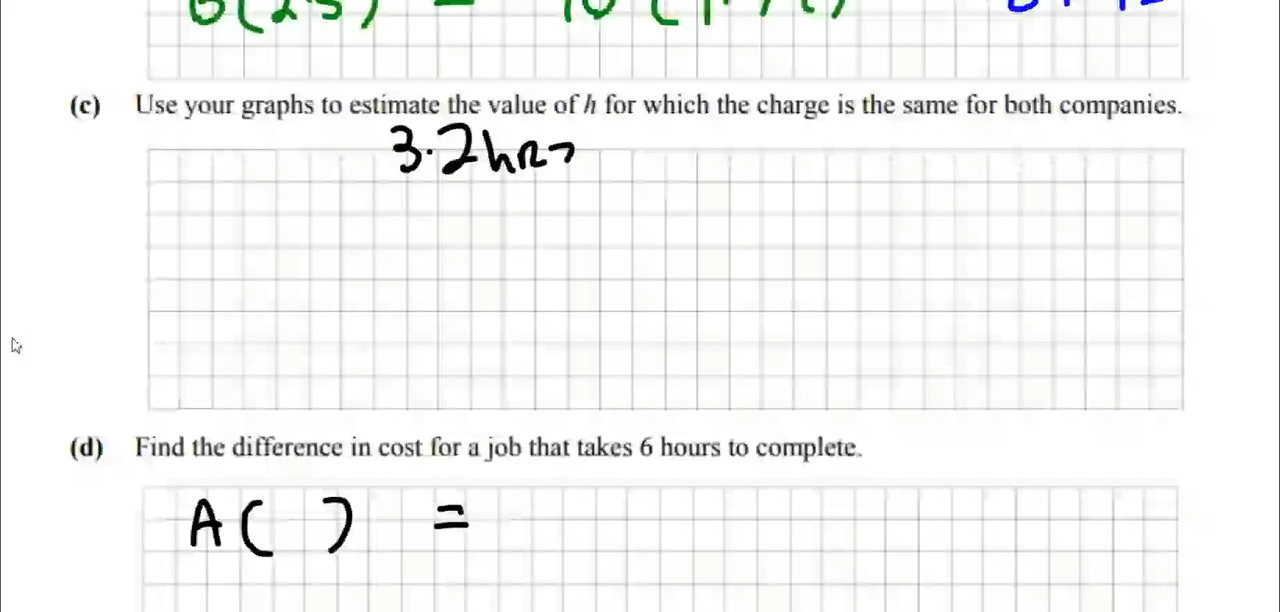 (c) Use your graphs to estimate the value of h for which the charge is the same for both companies.
3.2hrs
(d) Find the difference in cost for a job that takes 6 hours to complete.
A( ) =